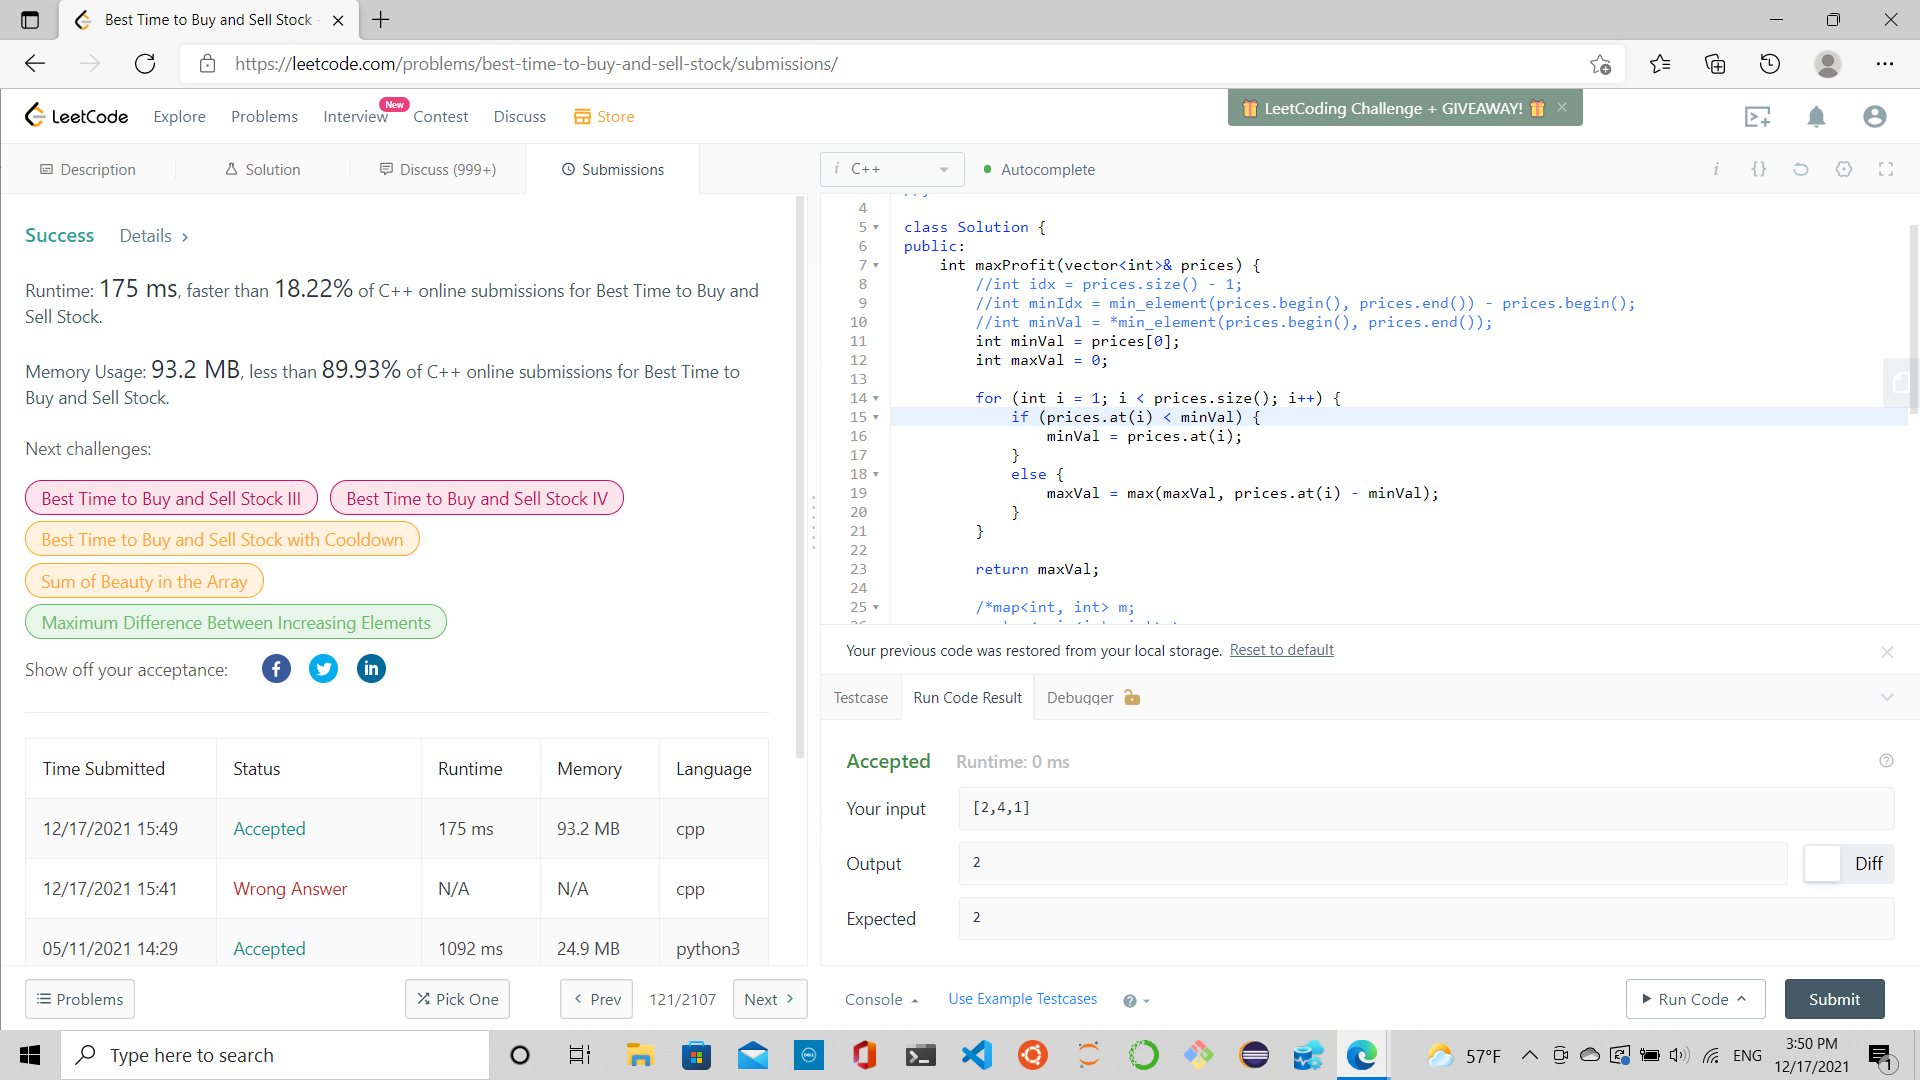 Best Time to Buy and Sell Stock -
https://leetcode.com/problems/best-time-to-buy-and-sell-stock/submissions/
LeetCode
Explore
Problems
Interview
New
Contest
Discuss
Store
LeetCoding Challenge + GIVEAWAY!
Description
Solution
Discuss (999+)
Submissions
i C++
Autocomplete
Success
Details
Runtime: 175 ms, faster than 18.22% of C++ online submissions for Best Time to Buy and
Sell Stock.
Memory Usage: 93.2 MB, less than 89.93% of C++ online submissions for Best Time to
Buy and Sell Stock.
Next challenges:
Best Time to Buy and Sell Stock III
Best Time to Buy and Sell Stock IV
Best Time to Buy and Sell Stock with Cooldown
Sum of Beauty in the Array
Maximum Difference Between Increasing Elements
Show off your acceptance:
Time Submitted Status Runtime Memory Language
12/17/2021 15:49 Accepted 175 ms 93.2 MB cpp
12/17/2021 15:41 Wrong Answer N/A N/A cpp
05/11/2021 14:29 Accepted 1092 ms 24.9 MB python3
Problems
Pick One
Prev
121/2107
Next
4
5 class Solution {
6 public:
7 int maxProfit(vector<int>& prices) {
8 //int idx = prices.size() - 1;
9 //int minIdx = min_element(prices.begin(), prices.end()) - prices.begin();
10 //int minVal = *min_element(prices.begin(), prices.end());
11 int minVal = prices[0];
12 int maxVal = 0;
13
14 for (int i = 1; i < prices.size(); i++) {
15 if (prices.at(i) < minVal) {
16 minVal = prices.at(i);
17 }
18 else {
19 maxVal = max(maxVal, prices.at(i) - minVal);
20 }
21 }
22
23 return maxVal;
24
25 /*map<int, int> m;
Your previous code was restored from your local storage. Reset to default
Testcase
Run Code Result
Debugger
Accepted
Runtime: 0 ms
Your input
[2,4,1]
Output
2
Diff
Expected
2
Console
Use Example Testcases
Run Code
Submit
Type here to search
DELL
57°F
ENG
3:50 PM
12/17/2021
1